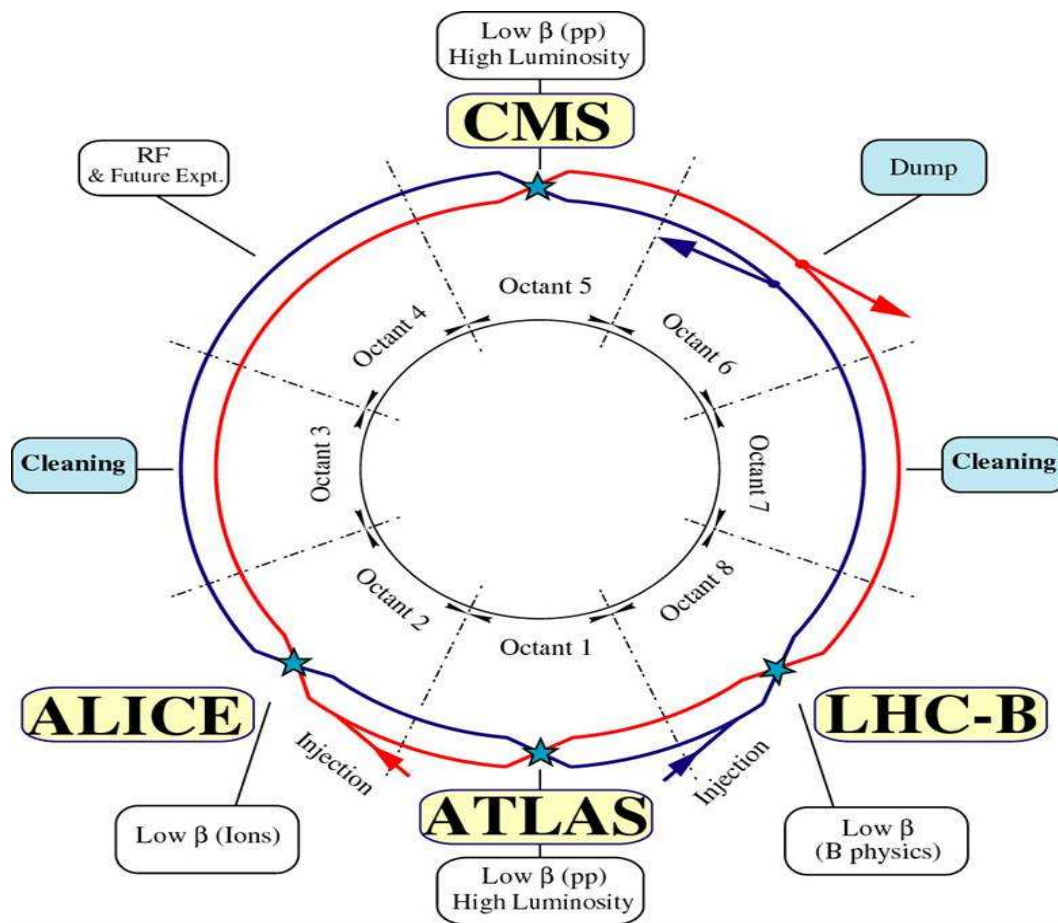 Low β (pp)
High Luminosity
CMS
RF
& Future Expt.
Dump
Octant 5
Octant 4
Octant 6
Cleaning
Octant 3
Octant 7
Cleaning
Octant 2
Octant 8
Octant 1
ALICE
LHC-B
Injection
Injection
ATLAS
Low β (Ions)
Low β
(B physics)
Low β (pp)
High Luminosity